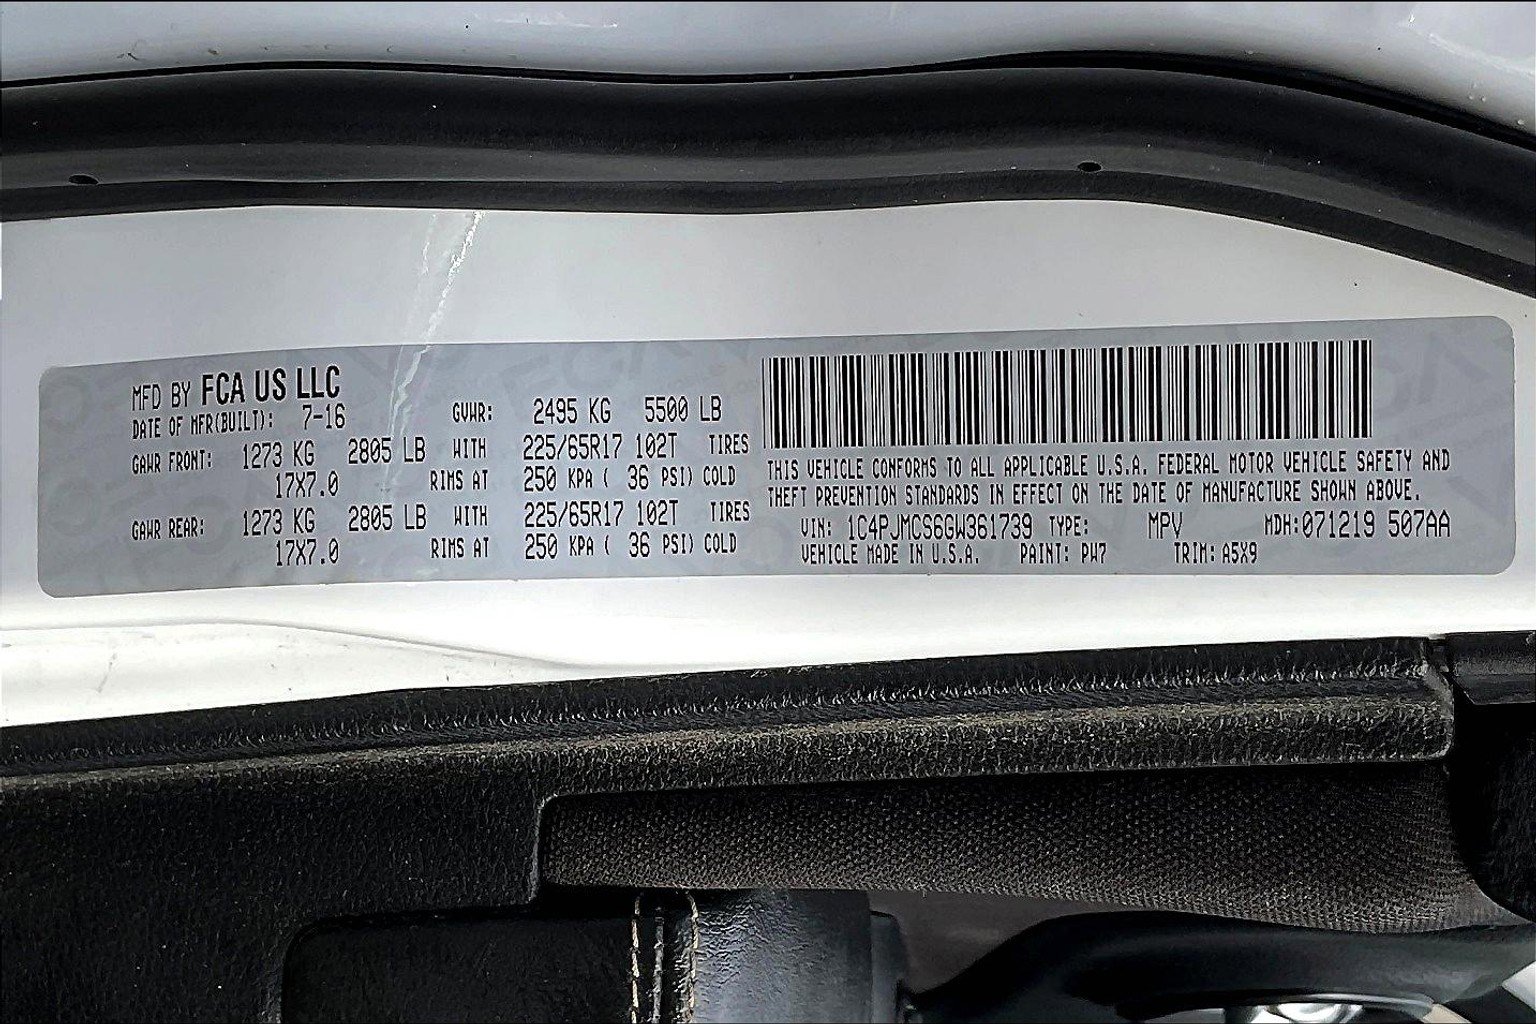 MFD BY FCA US LLC
DATE OF MFR(BUILT): 7-16 GVWR: 2495 KG 5500 LB
GAWR FRONT: 1273 KG 2805 LB WITH 225/65R17 102T TIRES
17X7.0 RIMS AT 250 KPA ( 36 PSI) COLD
GAWR REAR: 1273 KG 2805 LB WITH 225/65R17 102T TIRES
17X7.0 RIMS AT 250 KPA ( 36 PSI) COLD
THIS VEHICLE CONFORMS TO ALL APPLICABLE U.S.A. FEDERAL MOTOR VEHICLE SAFETY AND
THEFT PREVENTION STANDARDS IN EFFECT ON THE DATE OF MANUFACTURE SHOWN ABOVE.
VIN: 1C4PJMCS6GW361739 TYPE: MPV MDH:071219 507AA
VEHICLE MADE IN U.S.A. PAINT: PW7 TRIM: A5X9